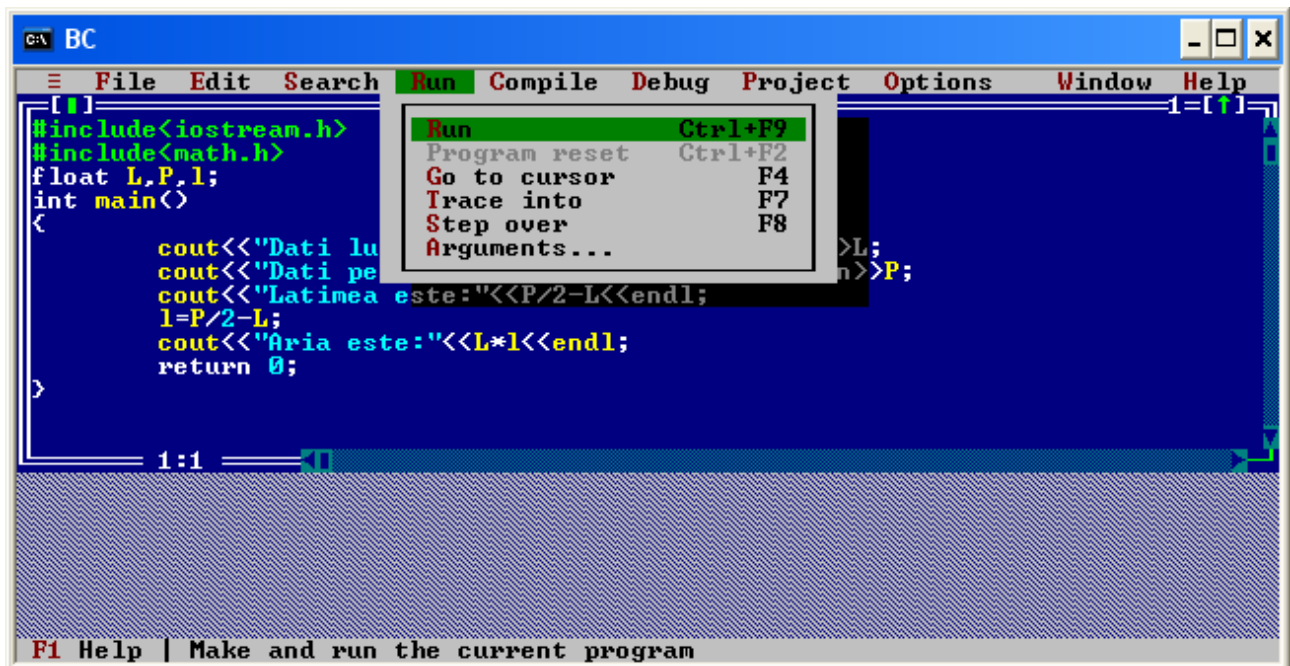 C:\ BC
≡ File Edit Search Run Compile Debug Project Options Window Help
1=[↑]
#include<iostream.h>
#include<math.h>
float L,P,l;
int main()
{
cout<<"Dati lu >L;
cout<<"Dati pe n>>P;
cout<<"Latimea este:"<<P/2-L<<endl;
l=P/2-L;
cout<<"Aria este:"<<L*l<<endl;
return 0;
}
1:1
Run Ctrl+F9
Program reset Ctrl+F2
Go to cursor F4
Trace into F7
Step over F8
Arguments...
F1 Help | Make and run the current program